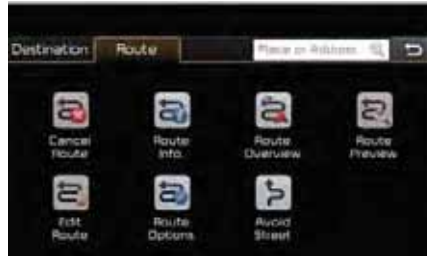 Destination Route Place or Address
Cancel Route Route Info. Route Overview Route Preview
Edit Route Route Options Avoid Street